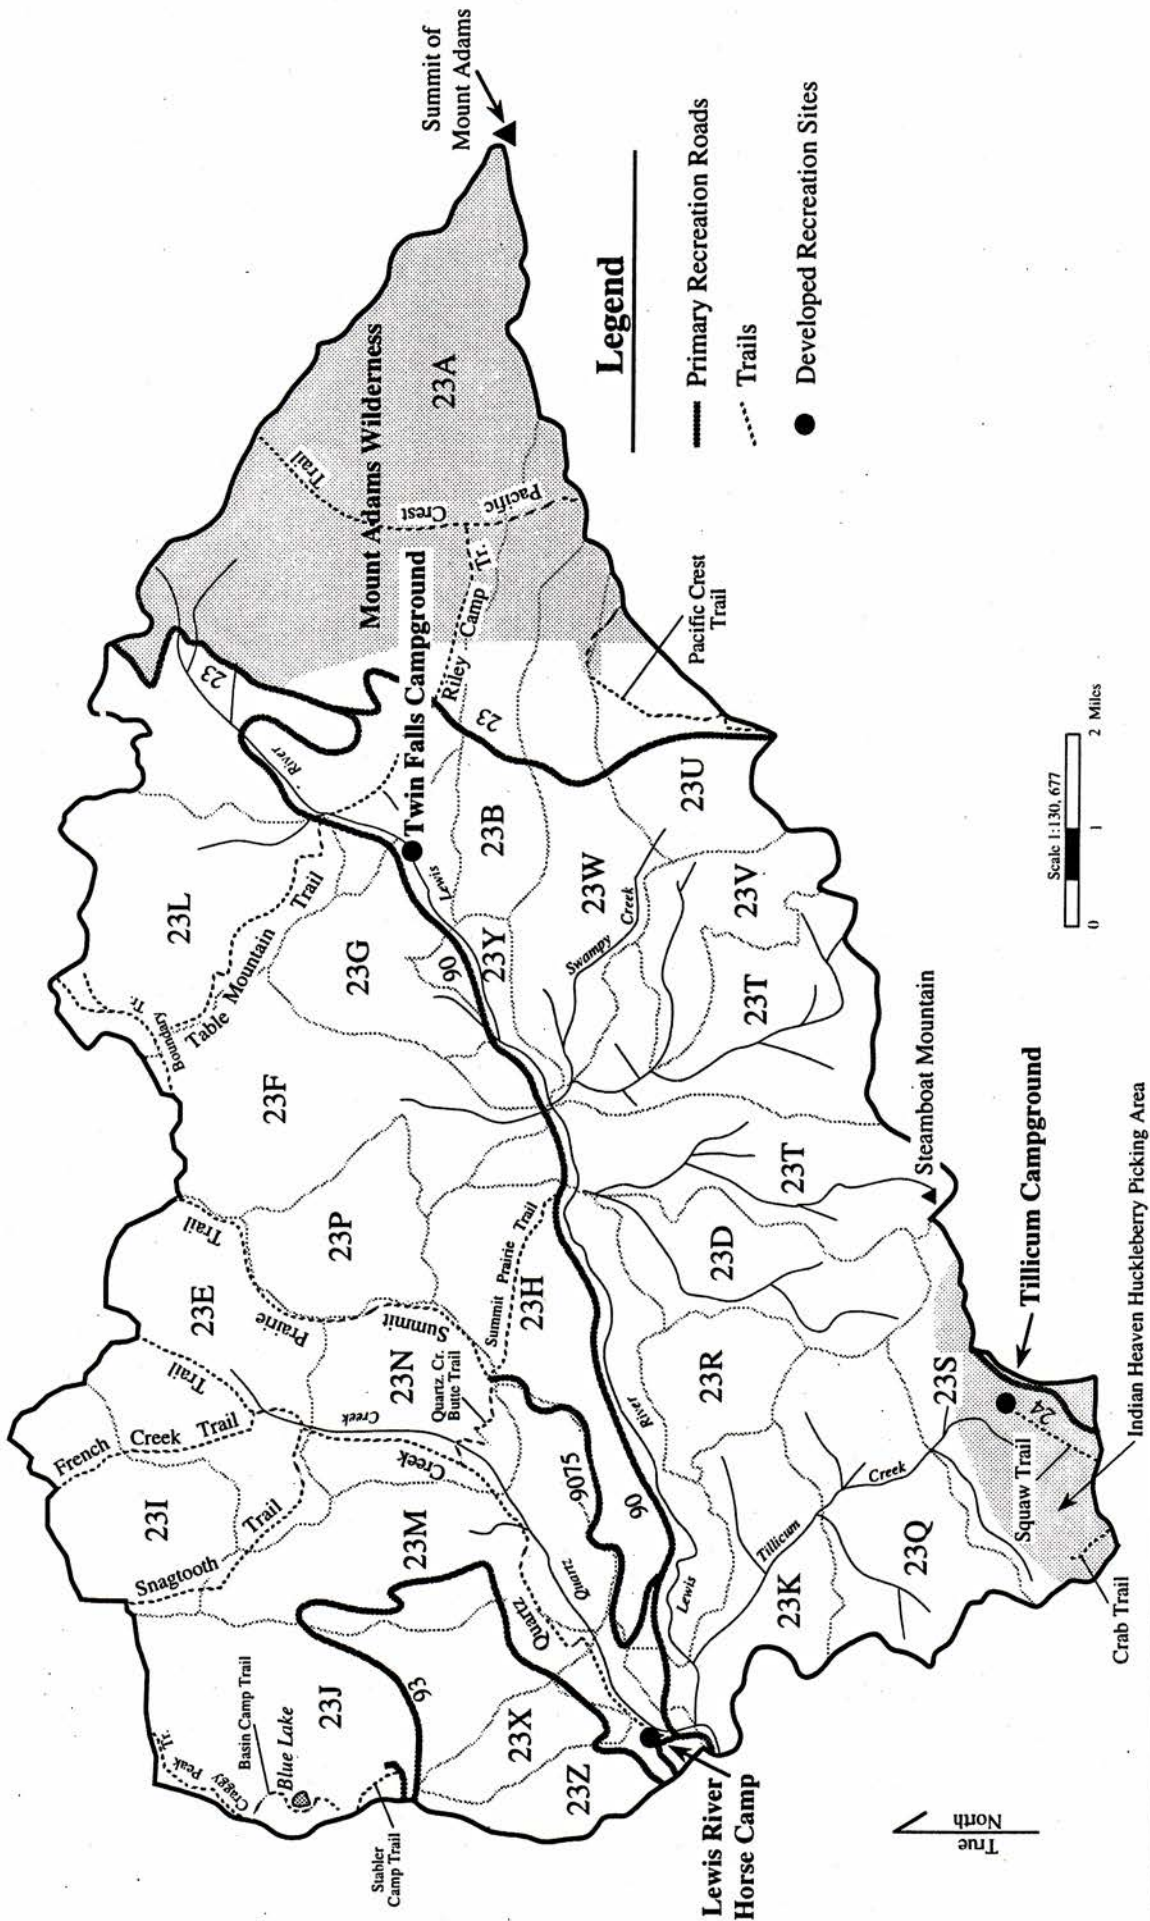 Summit of
Mount Adams
Legend
Primary Recreation Roads
Trails
Developed Recreation Sites
Mount Adams Wilderness
23A
Trail
Crest
Pacific
Riley Camp Tr.
Pacific Crest
Trail
23
23
River
Twin Falls Campground
Lewis
23L
Boundary Tr.
Table Mountain Trail
23G
90
23Y
23B
23U
23W
Swampy
Creek
23V
23T
23F
Steamboat Mountain
23T
23D
23E
Trail
Prairie
Summit
23P
Summit Prairie Trail
23H
23N
Quartz. Cr.
Butte Trail
French Creek Trail
Trail
Creek
Creek
23I
Snagtooth Trail
23M
9075
90
River
23R
23S
24
Tillicum Campground
Squaw Trail
Indian Heaven Huckleberry Picking Area
Crab Trail
Tillicum Creek
23Q
23K
Lewis
Quartz
Quartz
93
23J
Craggy Peak Tr.
Basin Camp Trail
Blue Lake
Stabler
Camp Trail
23X
23Z
Lewis River
Horse Camp
Scale 1:130, 677
0 1 2 Miles
True
North